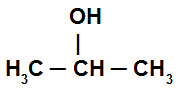 OH
H₃C – CH – CH₃